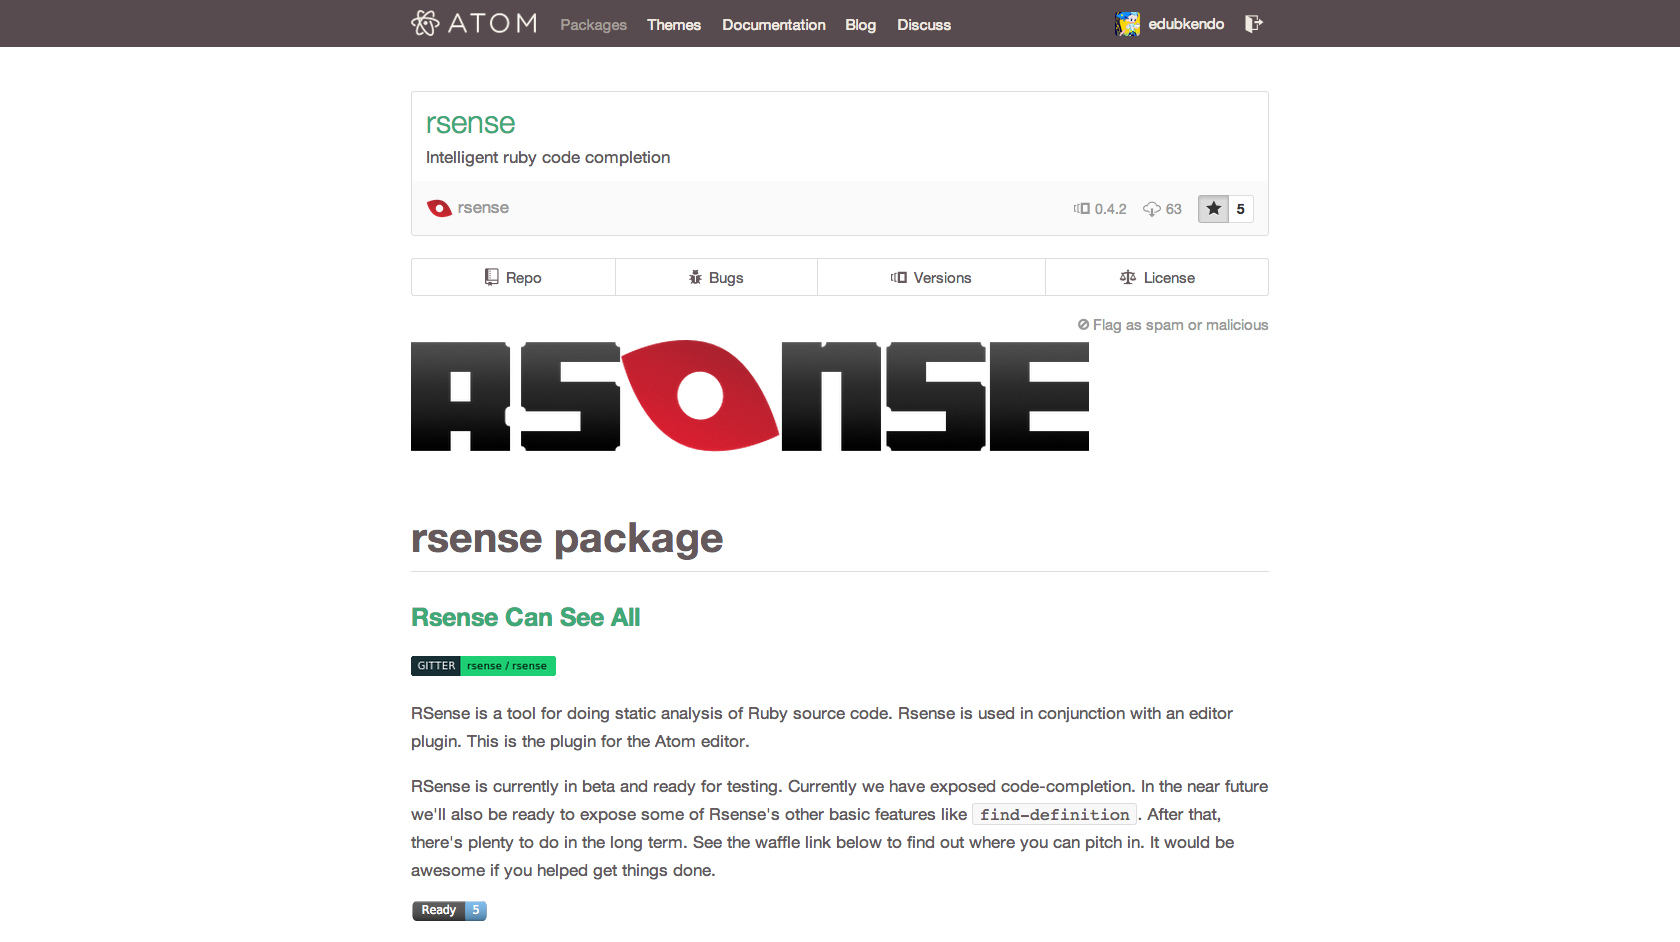 ATOM Packages Themes Documentation Blog Discuss edubkendo
rsense
Intelligent ruby code completion
rsense 0.4.2 63 5
Repo Bugs Versions License
Flag as spam or malicious
RSENSE
rsense package
Rsense Can See All
GITTER rsense / rsense
RSense is a tool for doing static analysis of Ruby source code. Rsense is used in conjunction with an editor
plugin. This is the plugin for the Atom editor.
RSense is currently in beta and ready for testing. Currently we have exposed code-completion. In the near future
we'll also be ready to expose some of Rsense's other basic features like find-definition. After that,
there's plenty to do in the long term. See the waffle link below to find out where you can pitch in. It would be
awesome if you helped get things done.
Ready 5